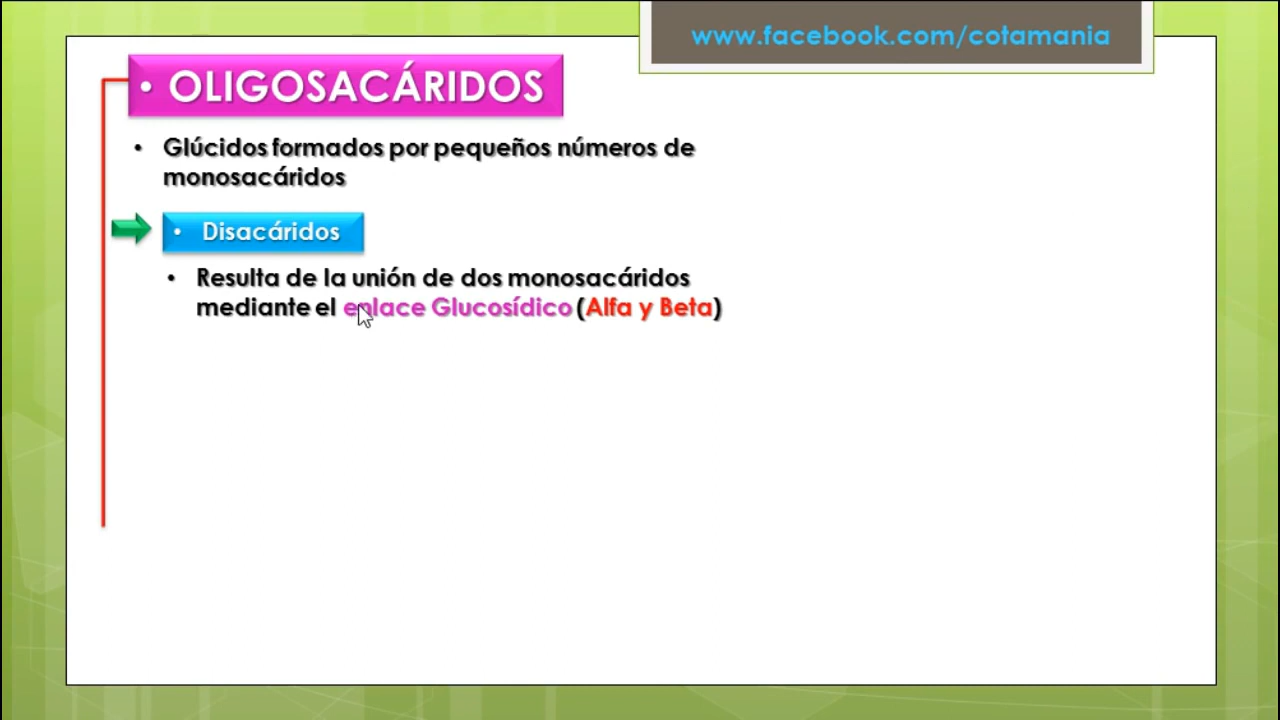 www.facebook.com/cotamania
• OLIGOSACÁRIDOS
• Glúcidos formados por pequeños números de
monosacáridos
• Disacáridos
• Resulta de la unión de dos monosacáridos
mediante el enlace Glucosídico (Alfa y Beta)